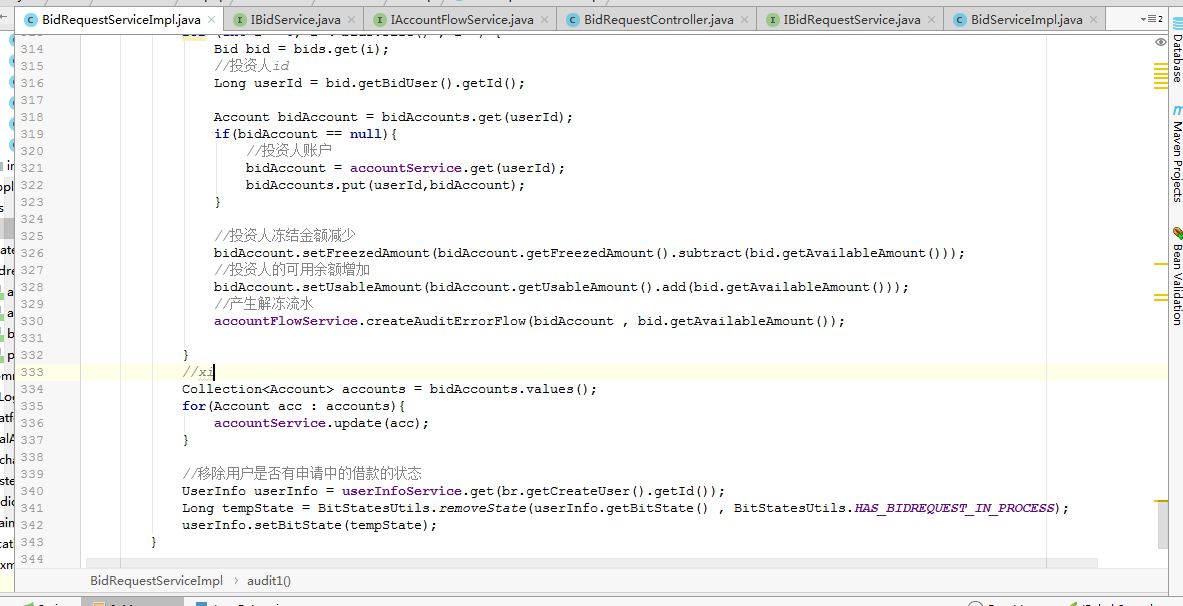 BidRequestServiceImpl.java IBidService.java IAccountFlowService.java BidRequestController.java IBidRequestService.java BidServiceImpl.java 2
314 Bid bid = bids.get(i);
315 //投资人id
316 Long userId = bid.getBidUser().getId();
317
318 Account bidAccount = bidAccounts.get(userId);
319 if(bidAccount == null){
320 //投资人账户
321 bidAccount = accountService.get(userId);
322 bidAccounts.put(userId,bidAccount);
323 }
324
325 //投资人冻结金额减少
326 bidAccount.setFreezedAmount(bidAccount.getFreezedAmount().subtract(bid.getAvailableAmount()));
327 //投资人的可用余额增加
328 bidAccount.setUsableAmount(bidAccount.getUsableAmount().add(bid.getAvailableAmount()));
329 //产生解冻流水
330 accountFlowService.createAuditErrorFlow(bidAccount , bid.getAvailableAmount());
331
332 }
333 //xi
334 Collection<Account> accounts = bidAccounts.values();
335 for(Account acc : accounts){
336 accountService.update(acc);
337 }
338
339 //移除用户是否有申请中的借款的状态
340 UserInfo userInfo = userInfoService.get(br.getCreateUser().getId());
341 Long tempState = BitStatesUtils.removeState(userInfo.getBitState() , BitStatesUtils.HAS_BIDREQUEST_IN_PROCESS);
342 userInfo.setBitState(tempState);
343 }
344
BidRequestServiceImpl › audit1()
Database
Maven Projects
Bean Validation